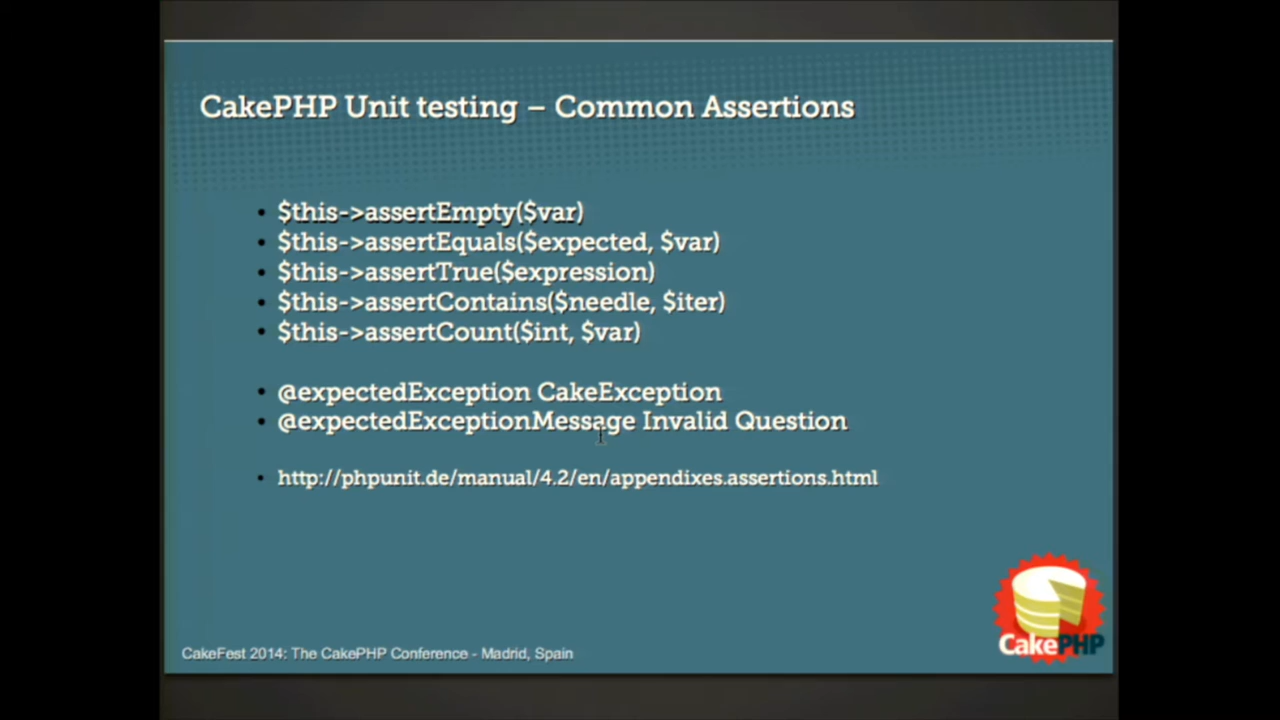 CakePHP Unit testing – Common Assertions
• $this->assertEmpty($var)
• $this->assertEquals($expected, $var)
• $this->assertTrue($expression)
• $this->assertContains($needle, $iter)
• $this->assertCount($int, $var)
• @expectedException CakeException
• @expectedExceptionMessage Invalid Question
• http://phpunit.de/manual/4.2/en/appendixes.assertions.html
CakePHP
CakeFest 2014: The CakePHP Conference - Madrid, Spain